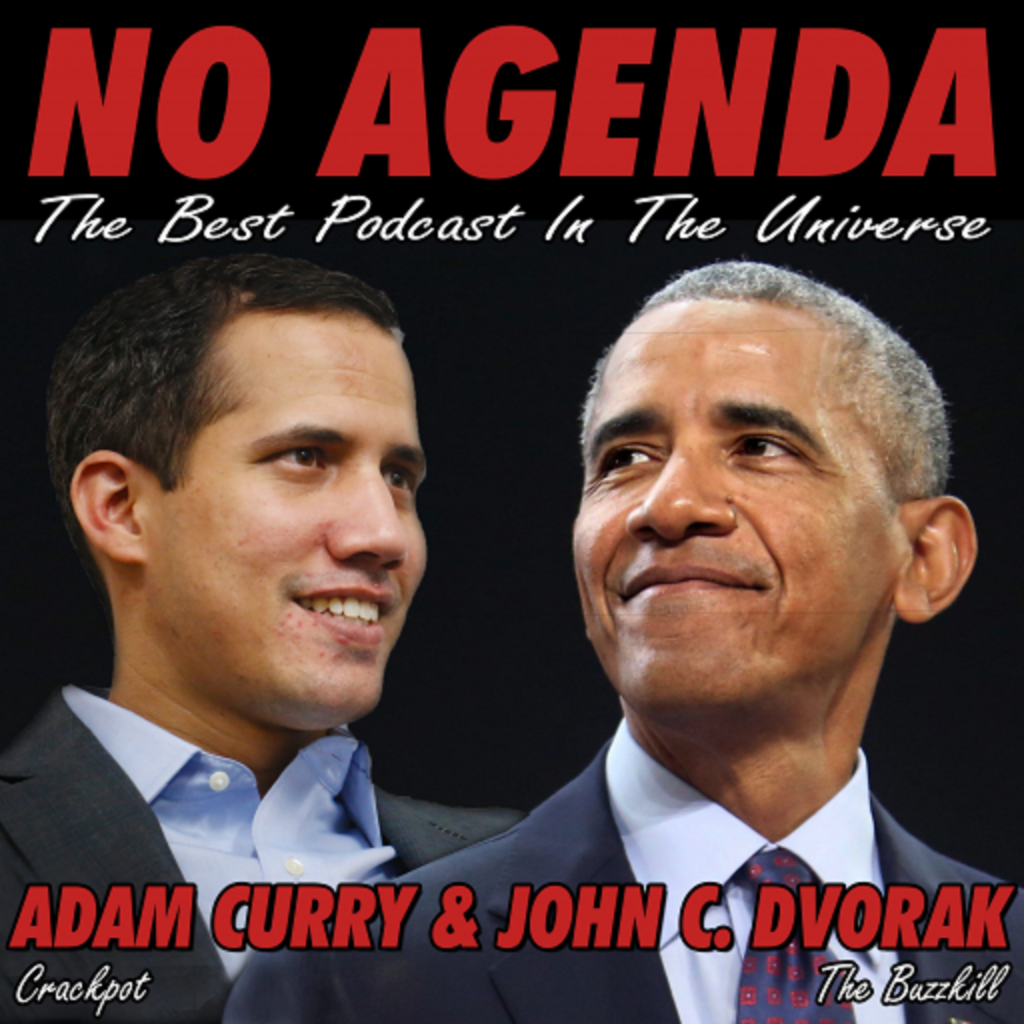 NO AGENDA
The Best Podcast In The Universe
ADAM CURRY & JOHN C. DVORAK
Crackpot The Buzzkill